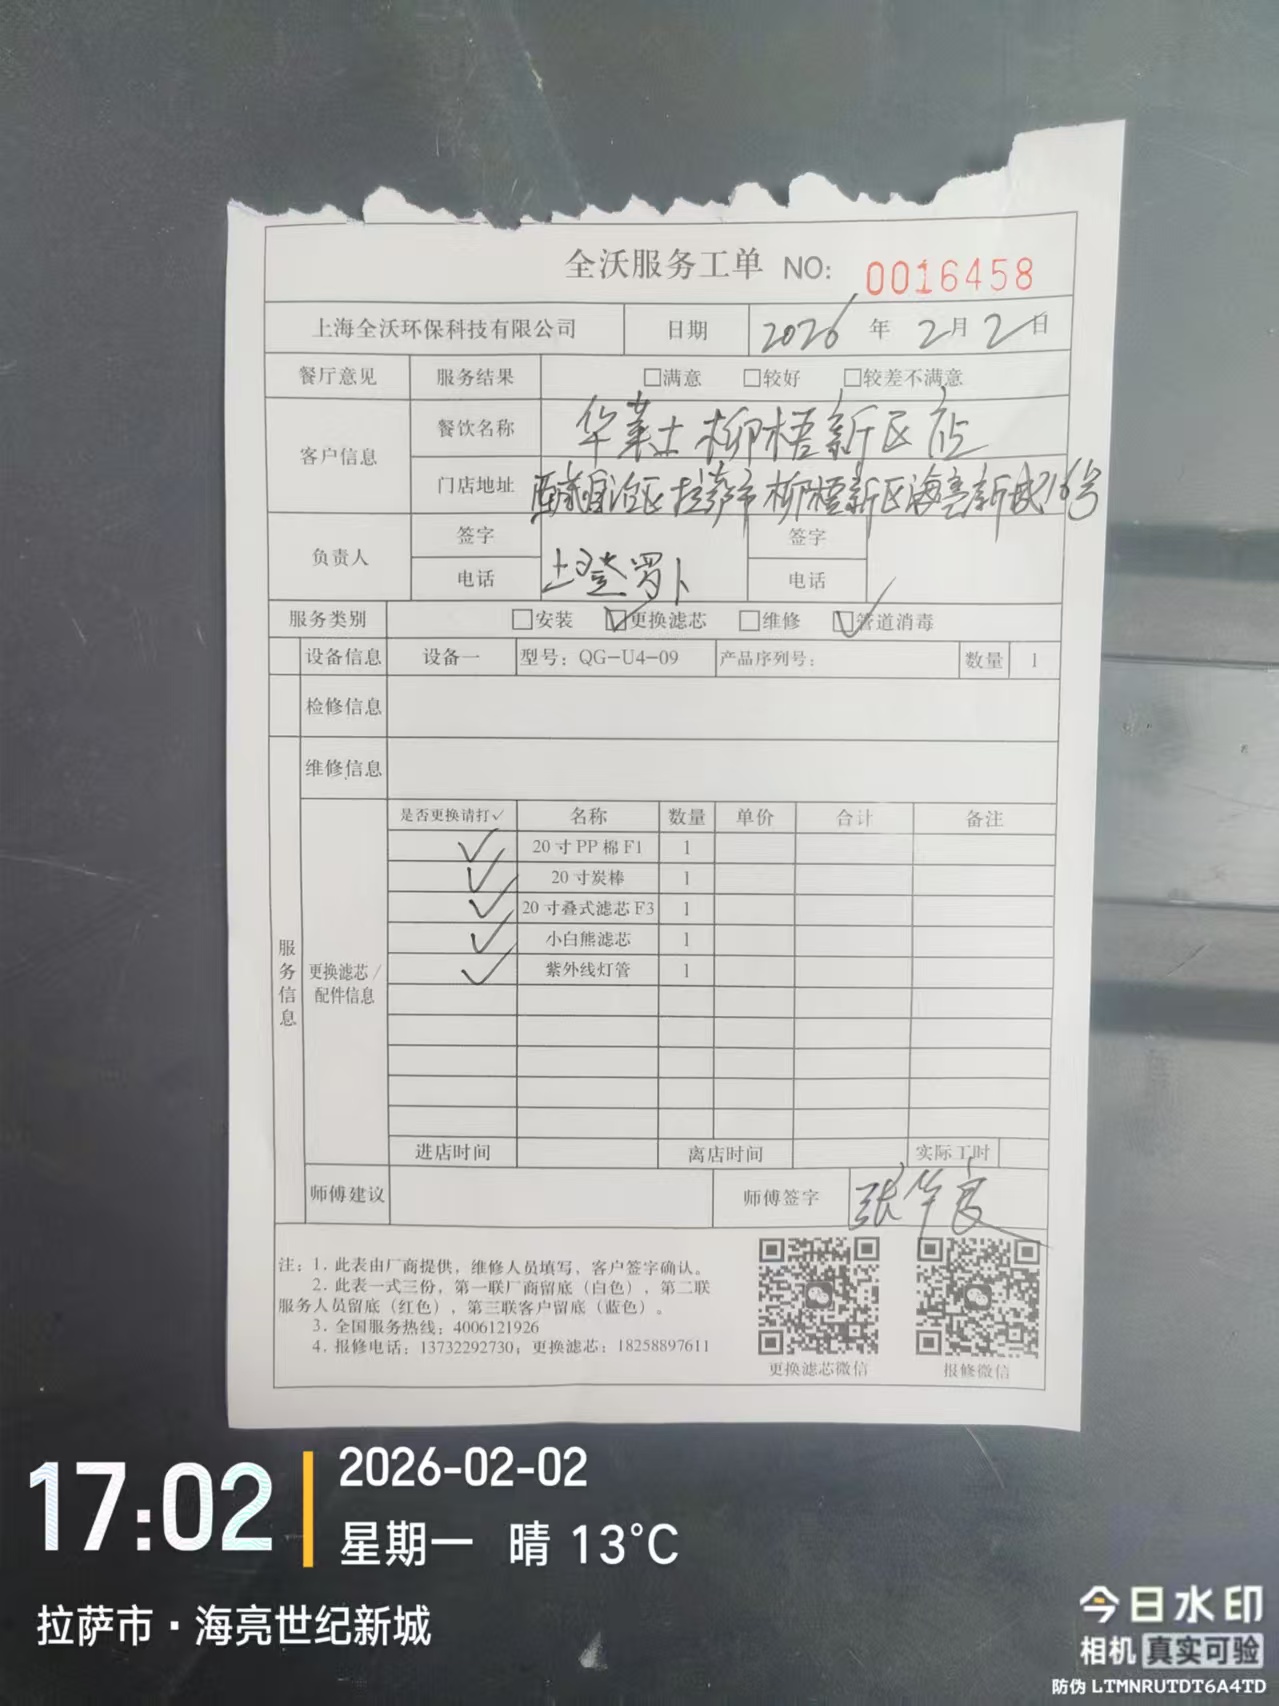 全沃服务工单 NO: 0016458
上海全沃环保科技有限公司 日期 2026年2月2日
餐厅意见 服务结果 □满意 □较好 □较差不满意
客户信息 餐饮名称 华莱士柳梧新区店
门店地址 西藏自治区拉萨市柳梧新区海亮新城216号
负责人 签字 签字
电话 土登罗卜 电话
服务类别 □安装 ☑更换滤芯 □维修 ☑管道消毒
设备信息 设备一 型号：QG-U4-09 产品序列号： 数量 1
检修信息
维修信息
是否更换请打✓ 名称 数量 单价 合计 备注
✓ 20寸PP棉F1 1
✓ 20寸炭棒 1
✓ 20寸叠式滤芯F3 1
✓ 小白熊滤芯 1
✓ 紫外线灯管 1
服务信息
更换滤芯/
配件信息
进店时间 离店时间 实际工时
师傅建议 师傅签字 张华良
注：1. 此表由厂商提供，维修人员填写，客户签字确认。
2. 此表一式三份，第一联厂商留底（白色），第二联
服务人员留底（红色），第三联客户留底（蓝色）。
3. 全国服务热线：4006121926
4. 报修电话：13732292730；更换滤芯：18258897611
更换滤芯微信 报修微信
17:02 2026-02-02
星期一 晴 13°C
拉萨市·海亮世纪新城
今日水印
相机 真实可验
防伪 LTMNRUTDT6A4TD